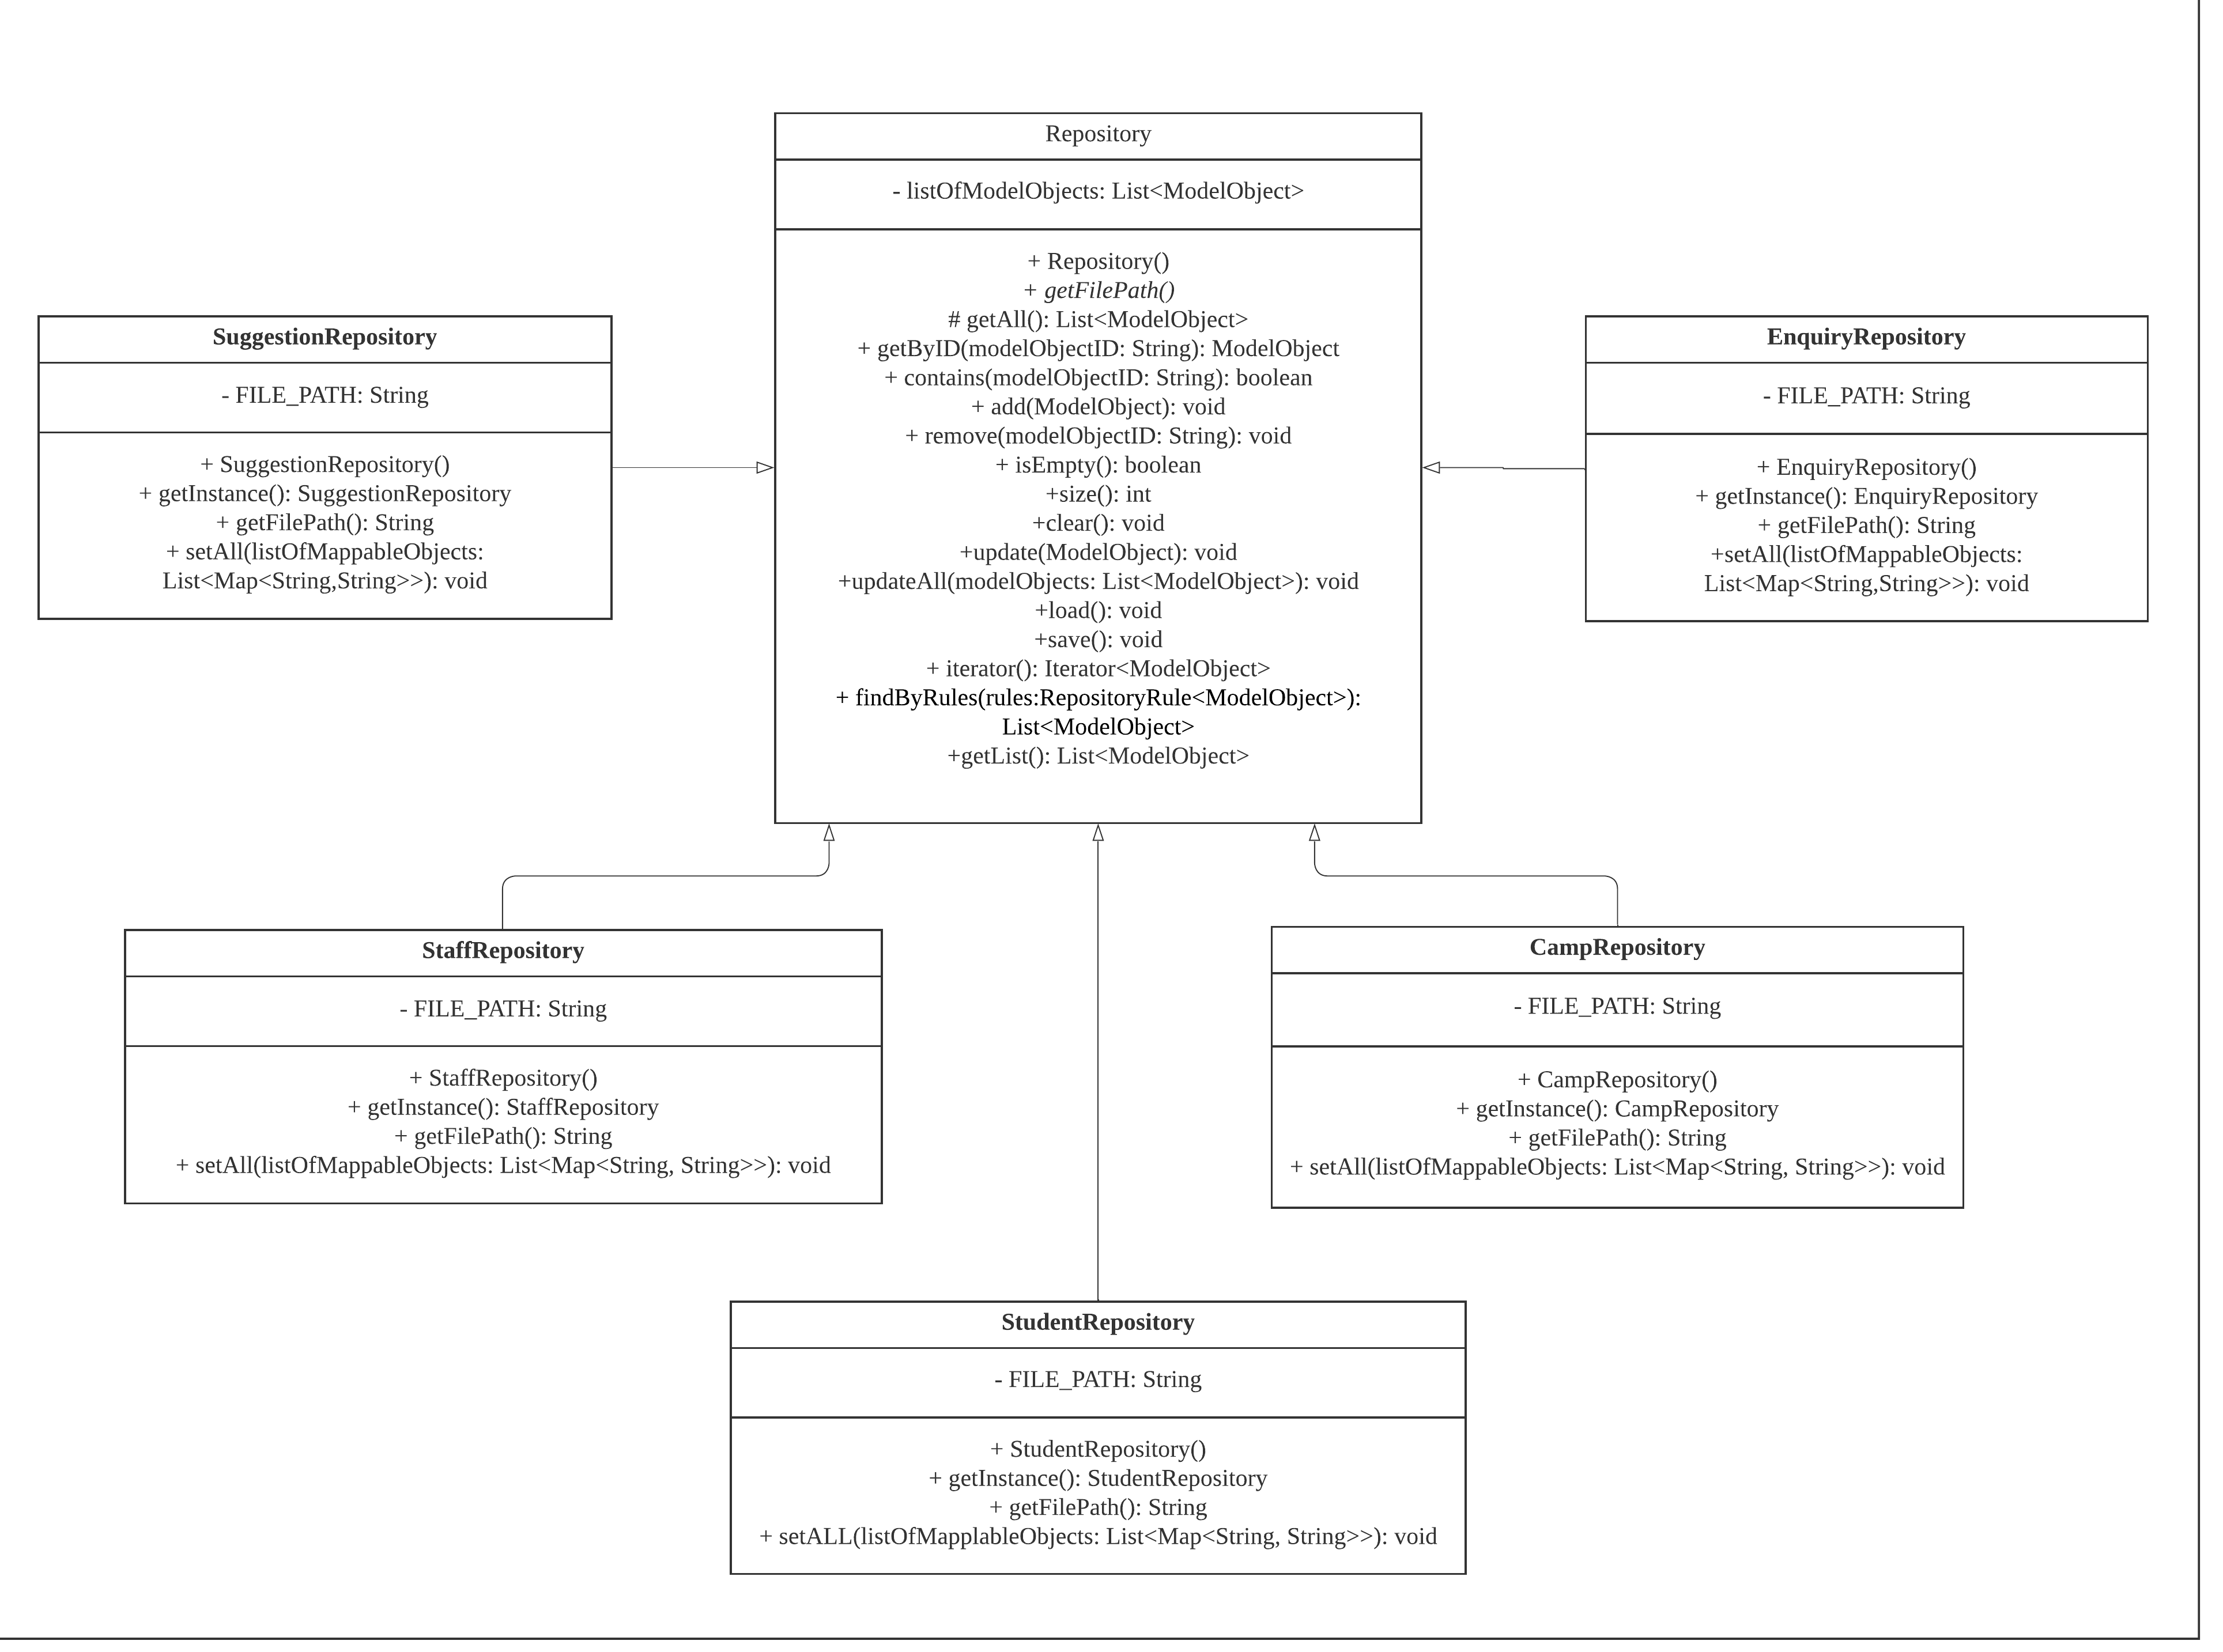 Repository
- listOfModelObjects: List<ModelObject>
+ Repository()
+ getFilePath()
# getAll(): List<ModelObject>
+ getByID(modelObjectID: String): ModelObject
+ contains(modelObjectID: String): boolean
+ add(ModelObject): void
+ remove(modelObjectID: String): void
+ isEmpty(): boolean
+size(): int
+clear(): void
+update(ModelObject): void
+updateAll(modelObjects: List<ModelObject>): void
+load(): void
+save(): void
+ iterator(): Iterator<ModelObject>
+ findByRules(rules:RepositoryRule<ModelObject>):
List<ModelObject>
+getList(): List<ModelObject>
SuggestionRepository
- FILE_PATH: String
+ SuggestionRepository()
+ getInstance(): SuggestionRepository
+ getFilePath(): String
+ setAll(listOfMappableObjects:
List<Map<String,String>>): void
EnquiryRepository
- FILE_PATH: String
+ EnquiryRepository()
+ getInstance(): EnquiryRepository
+ getFilePath(): String
+setAll(listOfMappableObjects:
List<Map<String,String>>): void
StaffRepository
- FILE_PATH: String
+ StaffRepository()
+ getInstance(): StaffRepository
+ getFilePath(): String
+ setAll(listOfMappableObjects: List<Map<String, String>>): void
CampRepository
- FILE_PATH: String
+ CampRepository()
+ getInstance(): CampRepository
+ getFilePath(): String
+ setAll(listOfMappableObjects: List<Map<String, String>>): void
StudentRepository
- FILE_PATH: String
+ StudentRepository()
+ getInstance(): StudentRepository
+ getFilePath(): String
+ setALL(listOfMapplableObjects: List<Map<String, String>>): void